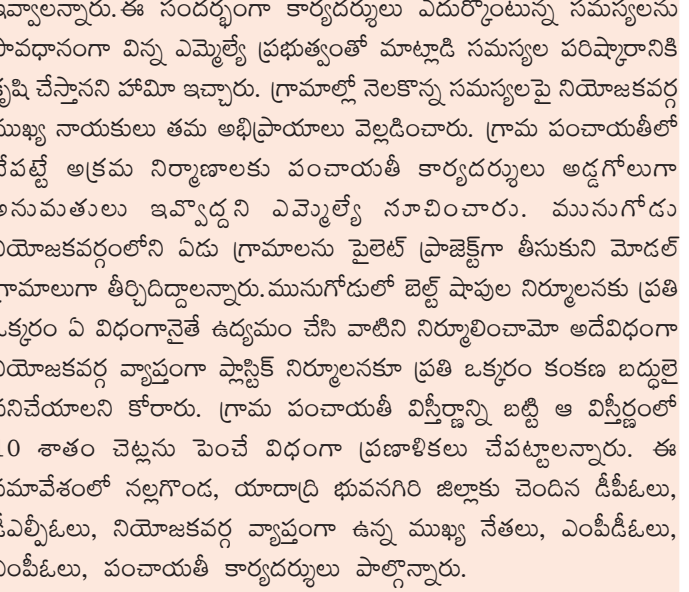 ఇవ్వాలన్నారు.ఈ సందర్భంగా కార్యదర్శులు ఎదుర్కొంటున్న సమస్యలను
సావధానంగా విన్న ఎమ్మెల్యే ప్రభుత్వంతో మాట్లాడి సమస్యల పరిష్కారానికి
కృషి చేస్తానని హామీ ఇచ్చారు. గ్రామాల్లో నెలకొన్న సమస్యలపై నియోజకవర్గ
ముఖ్య నాయకులు తమ అభిప్రాయాలు వెల్లడించారు. గ్రామ పంచాయతీలో
చేపట్టే అక్రమ నిర్మాణాలకు పంచాయతీ కార్యదర్శులు అడ్డగోలుగా
అనుమతులు ఇవ్వొద్దని ఎమ్మెల్యే సూచించారు. మునుగోడు
నియోజకవర్గంలోని ఏడు గ్రామాలను పైలెట్ ప్రాజెక్ట్‌గా తీసుకుని మోడల్
గ్రామాలుగా తీర్చిదిద్దాలన్నారు.మునుగోడులో బెల్ట్ షాపుల నిర్మూలనకు ప్రతి
ఒక్కరం ఏ విధంగానైతే ఉద్యమం చేసి వాటిని నిర్మూలించామో అదేవిధంగా
నియోజకవర్గ వ్యాప్తంగా ప్లాస్టిక్ నిర్మూలనకూ ప్రతి ఒక్కరం కంకణ బద్ధులై
పనిచేయాలని కోరారు. గ్రామ పంచాయతీ విస్తీర్ణాన్ని బట్టి ఆ విస్తీర్ణంలో
10 శాతం చెట్లను పెంచే విధంగా ప్రణాళికలు చేపట్టాలన్నారు. ఈ
సమావేశంలో నల్లగొండ, యాదాద్రి భువనగిరి జిల్లాకు చెందిన డీపీఓలు,
డీఎల్పీఓలు, నియోజకవర్గ వ్యాప్తంగా ఉన్న ముఖ్య నేతలు, ఎంపీడీఓలు,
ఎంపీఓలు, పంచాయతీ కార్యదర్శులు పాల్గొన్నారు.